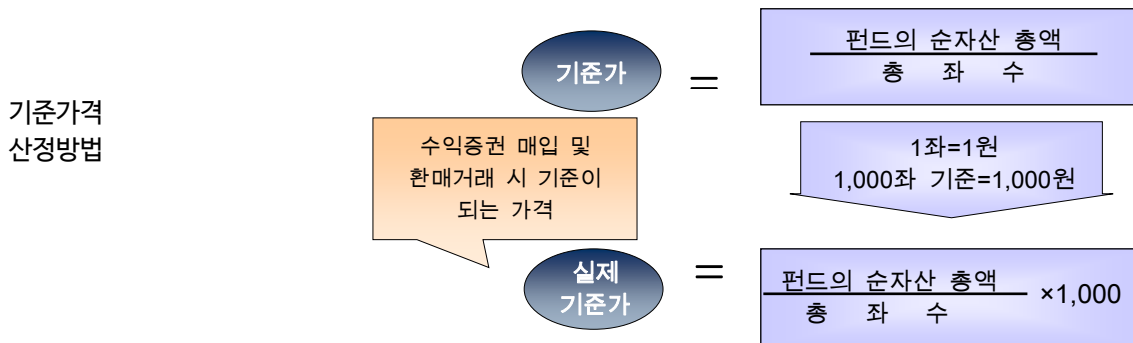 기준가격
산정방법
기준가
=
펀드의 순자산 총액
총 좌 수
수익증권 매입 및
환매거래 시 기준이
되는 가격
1좌=1원
1,000좌 기준=1,000원
실제
기준가
=
펀드의 순자산 총액
총 좌 수
×1,000